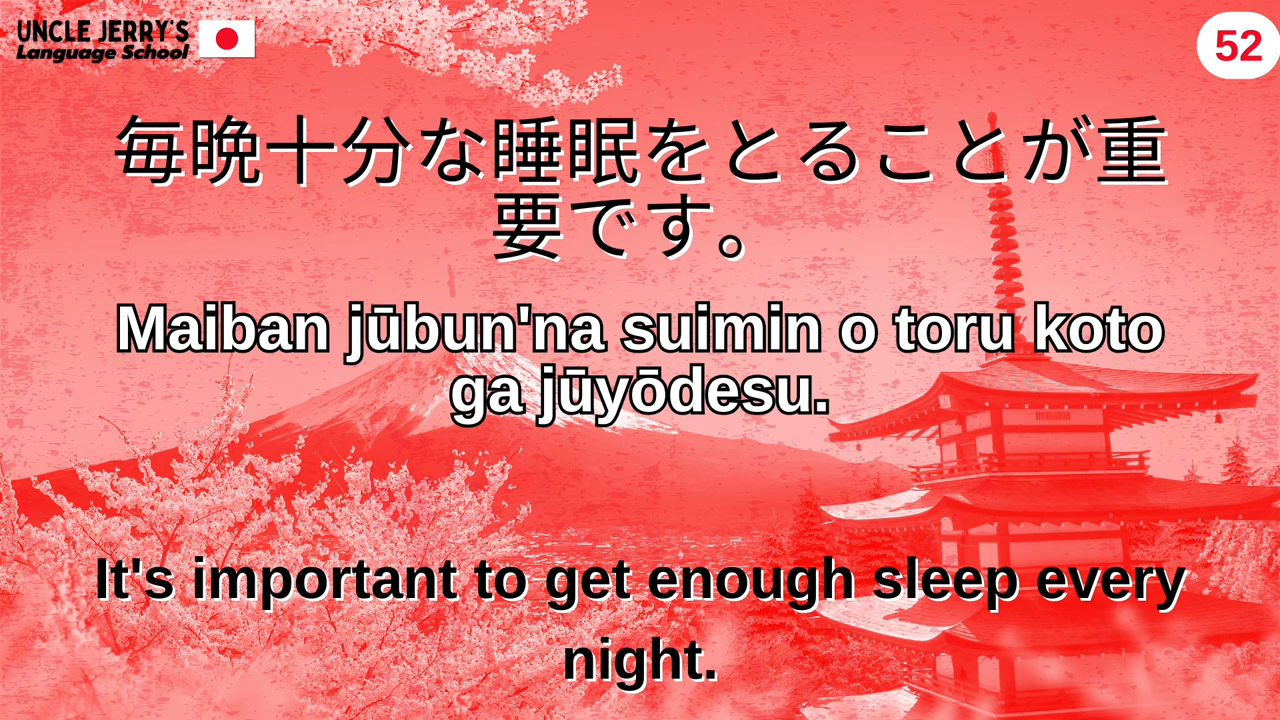 UNCLE JERRY'S
Language School
52
毎晩十分な睡眠をとることが重
要です。
Maiban jūbun'na suimin o toru koto
ga jūyōdesu.
It's important to get enough sleep every
night.